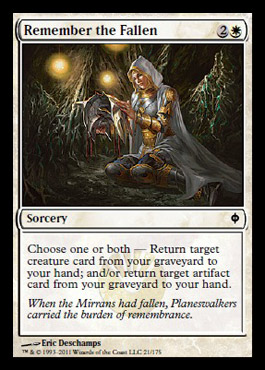 Remember the Fallen 2
Sorcery
Choose one or both — Return target
creature card from your graveyard to
your hand; and/or return target artifact
card from your graveyard to your hand.
When the Mirrans had fallen, Planeswalkers
carried the burden of remembrance.
Eric Deschamps
™ & © 1993-2011 Wizards of the Coast LLC 21/175